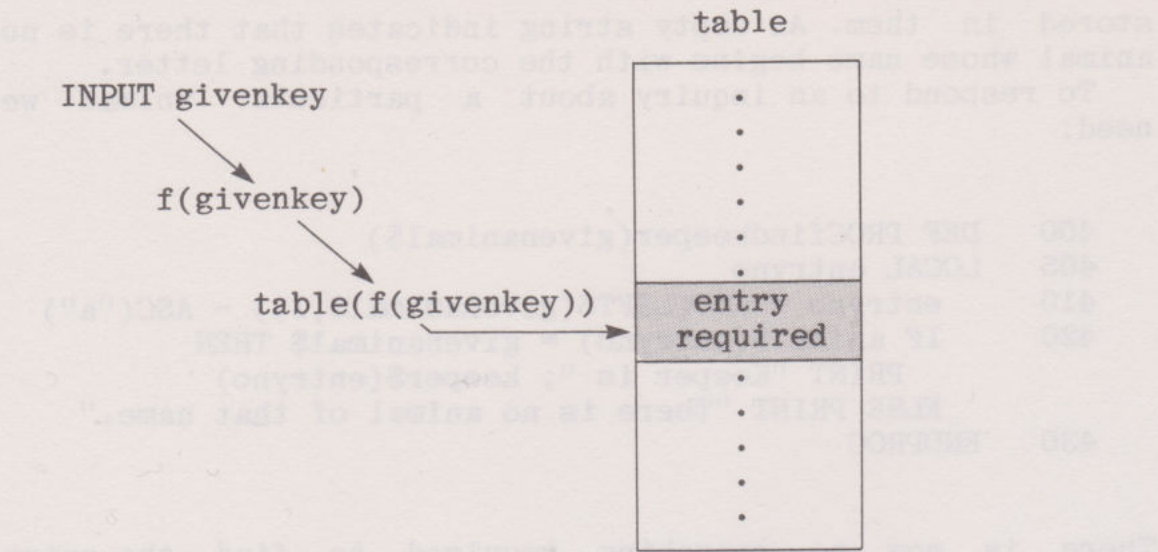 table
INPUT givenkey
f(givenkey)
table(f(givenkey))
entry
required